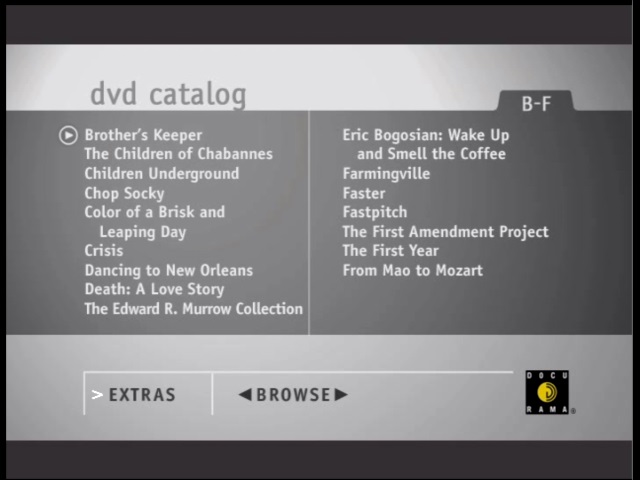 dvd catalog
B-F
Brother's Keeper
The Children of Chabannes
Children Underground
Chop Socky
Color of a Brisk and
Leaping Day
Crisis
Dancing to New Orleans
Death: A Love Story
The Edward R. Murrow Collection
Eric Bogosian: Wake Up
and Smell the Coffee
Farmingville
Faster
Fastpitch
The First Amendment Project
The First Year
From Mao to Mozart
> EXTRAS
◀BROWSE▶
DOCU
RAMA®